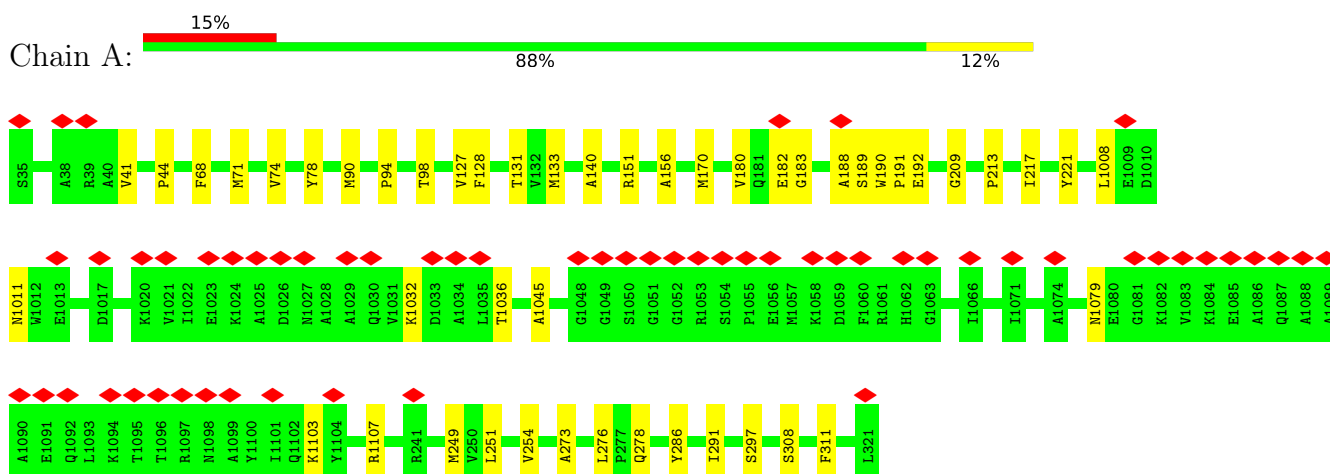 15%
Chain A:
88% 12%
S35 A38 R39 A40 V41 P44 F68 M71 V74 Y78 M90 P94 T98 V127 F128 T131 V132 M133 A140 R151 A156 M170 V180 Q181 E182 G183 A188 S189 W190 P191 E192 G209 P213 I217 Y221 L1008 E1009 D1010
N1011 W1012 E1013 D1017 K1020 V1021 I1022 E1023 K1024 A1025 D1026 N1027 A1028 A1029 Q1030 V1031 K1032 D1033 A1034 L1035 T1036 A1045 G1048 G1049 S1050 G1051 G1052 R1053 S1054 P1055 E1056 M1057 K1058 D1059 F1060 R1061 H1062 G1063 I1066 I1071 A1074 N1079 E1080 G1081 K1082 V1083 K1084 E1085 A1086 Q1087 A1088 A1089
A1090 E1091 Q1092 L1093 K1094 T1095 T1096 R1097 N1098 A1099 Y1100 I1101 Q1102 K1103 Y1104 R1107 R241 M249 V250 L251 V254 A273 L276 P277 Q278 Y286 I291 S297 S308 F311 L321